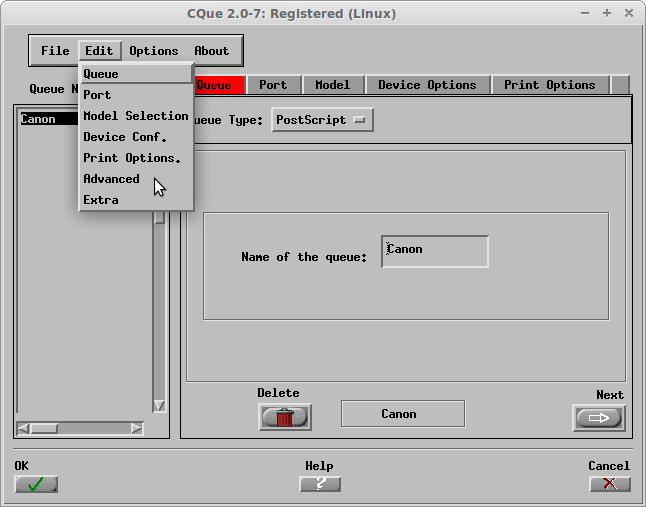 CQue 2.0-7: Registered (Linux)
File Edit Options About
Queue
Port
Model Selection
Device Conf.
Print Options.
Advanced
Extra
Queue N
Queue Port Model Device Options Print Options
Canon
ueue Type: PostScript
Name of the queue: Canon
Delete
Canon
Next
OK
Help
?
Cancel